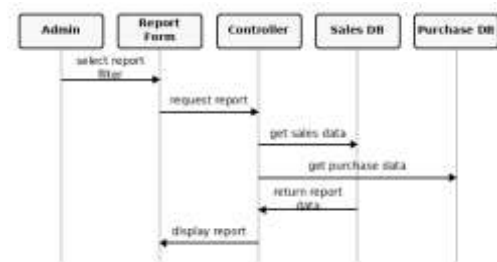 Admin
Report
Form
Controller
Sales DB
Purchase DB
select report
filter
request report
get sales data
get purchase data
return report
data
display report